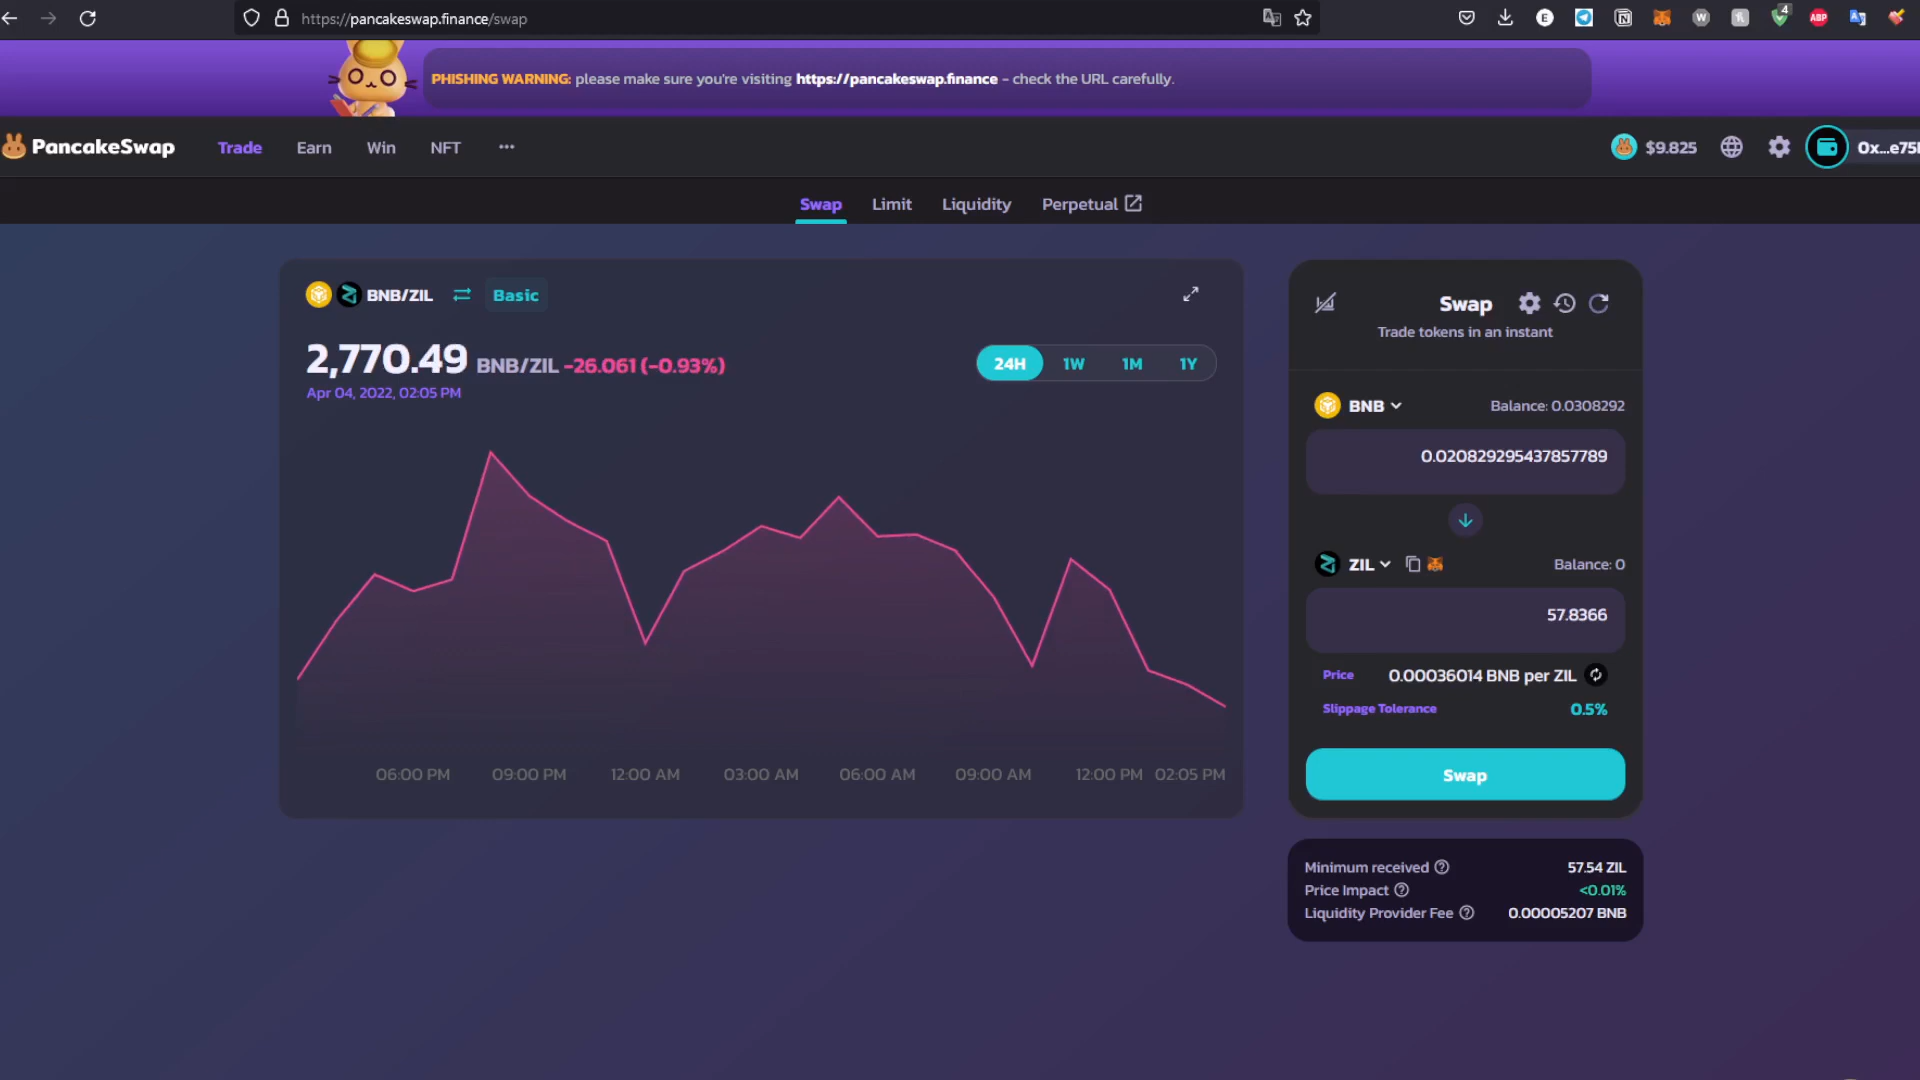 https://pancakeswap.finance/swap
E
N
W
4
ABP
PHISHING WARNING: please make sure you're visiting https://pancakeswap.finance - check the URL carefully.
PancakeSwap
Trade
Earn
Win
NFT
$9.825
0x...e75
Swap
Limit
Liquidity
Perpetual
BNB/ZIL
Basic
2,770.49 BNB/ZIL -26.061 (-0.93%)
Apr 04, 2022, 02:05 PM
24H
1W
1M
1Y
06:00 PM
09:00 PM
12:00 AM
03:00 AM
06:00 AM
09:00 AM
12:00 PM
02:05 PM
Swap
Trade tokens in an instant
BNB
Balance: 0.0308292
0.020829295437857789
ZIL
Balance: 0
57.8366
Price
0.00036014 BNB per ZIL
Slippage Tolerance
0.5%
Swap
Minimum received
57.54 ZIL
Price Impact
<0.01%
Liquidity Provider Fee
0.00005207 BNB